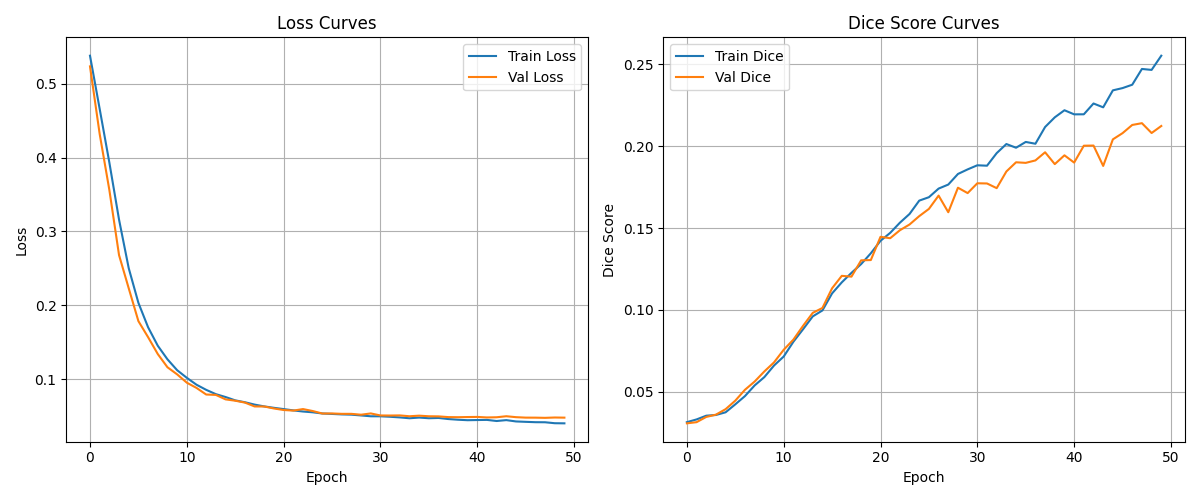 Loss Curves
Train Loss
Val Loss
0.5
0.4
0.3
0.2
0.1
Loss
0 10 20 30 40 50
Epoch
Dice Score Curves
Train Dice
Val Dice
0.25
0.20
0.15
0.10
0.05
Dice Score
0 10 20 30 40 50
Epoch